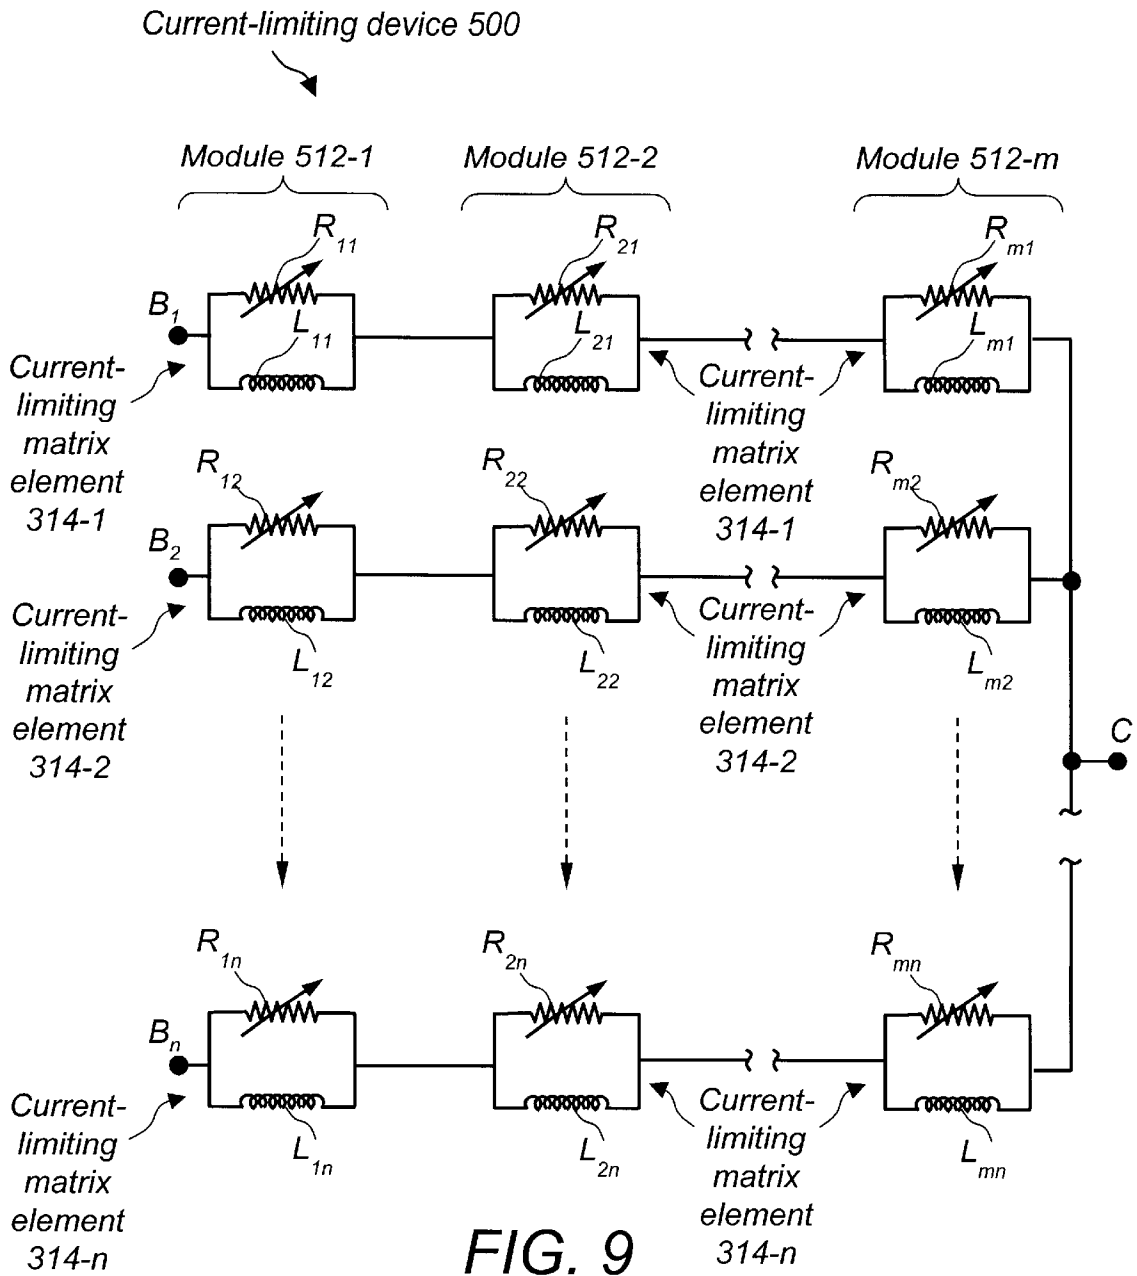 Current-limiting device 500
Module 512-1
Module 512-2
Module 512-m
R11
R21
Rm1
B1
L11
L21
Lm1
Current-
limiting
matrix
element
314-1
Current-
limiting
matrix
element
314-1
R12
R22
Rm2
B2
L12
L22
Lm2
Current-
limiting
matrix
element
314-2
Current-
limiting
matrix
element
314-2
C
R1n
R2n
Rmn
Bn
L1n
L2n
Lmn
Current-
limiting
matrix
element
314-n
Current-
limiting
matrix
element
314-n
FIG. 9